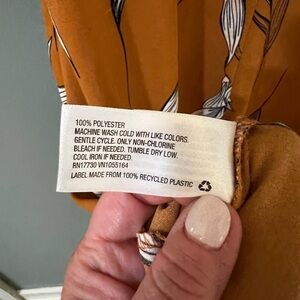 100% POLYESTER
MACHINE WASH COLD WITH LIKE COLORS.
GENTLE CYCLE. ONLY NON-CHLORINE
BLEACH IF NEEDED. TUMBLE DRY LOW.
COOL IRON IF NEEDED.
RN17730 VN1055164
LABEL MADE FROM 100% RECYCLED PLASTIC